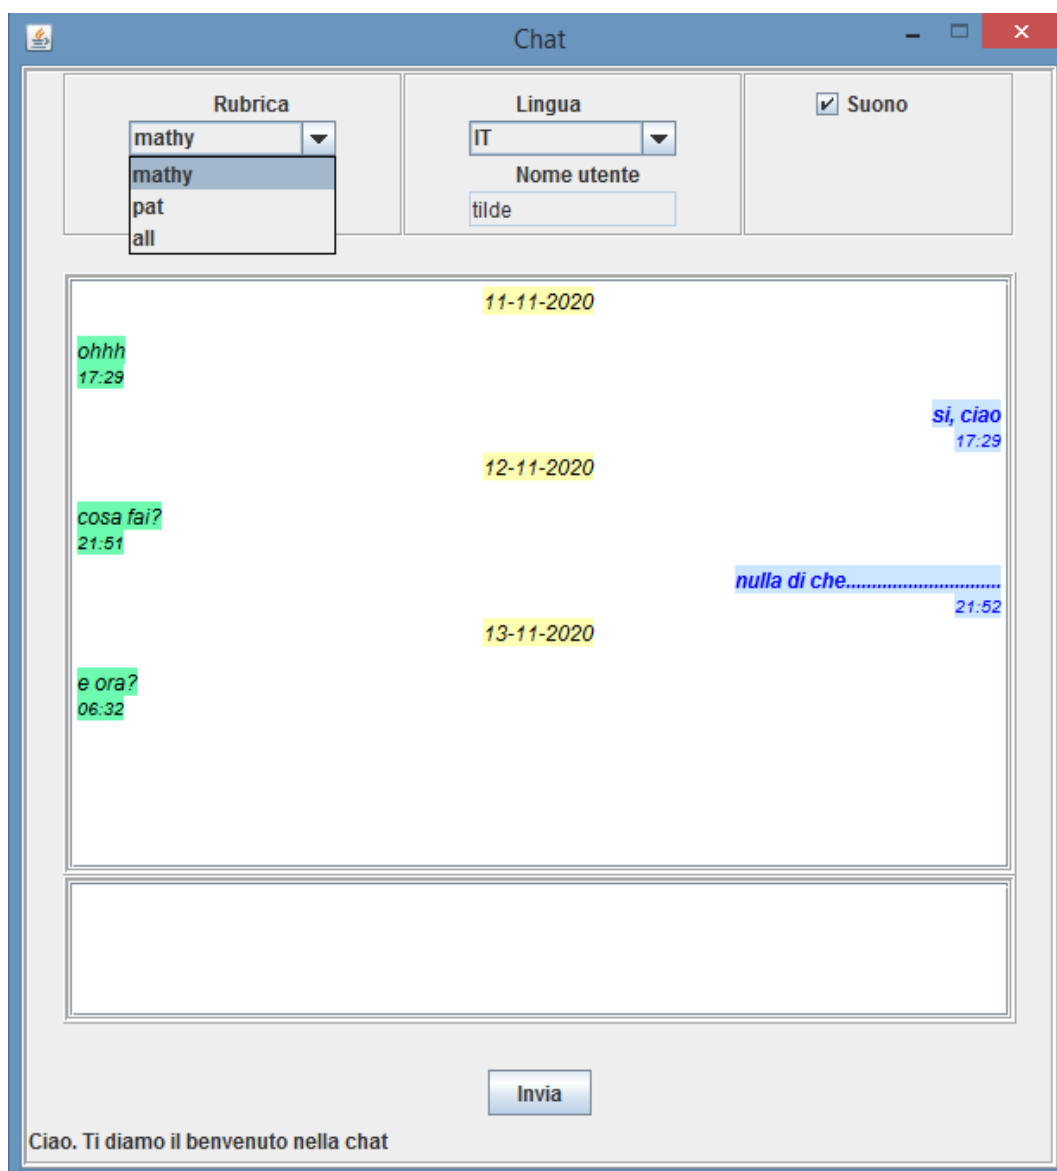 Chat
Rubrica
mathy
mathy
pat
all
Lingua
IT
Nome utente
tilde
Suono
11-11-2020
ohhh
17:29
si, ciao
17:29
12-11-2020
cosa fai?
21:51
nulla di che...............................
21:52
13-11-2020
e ora?
06:32
Invia
Ciao. Ti diamo il benvenuto nella chat